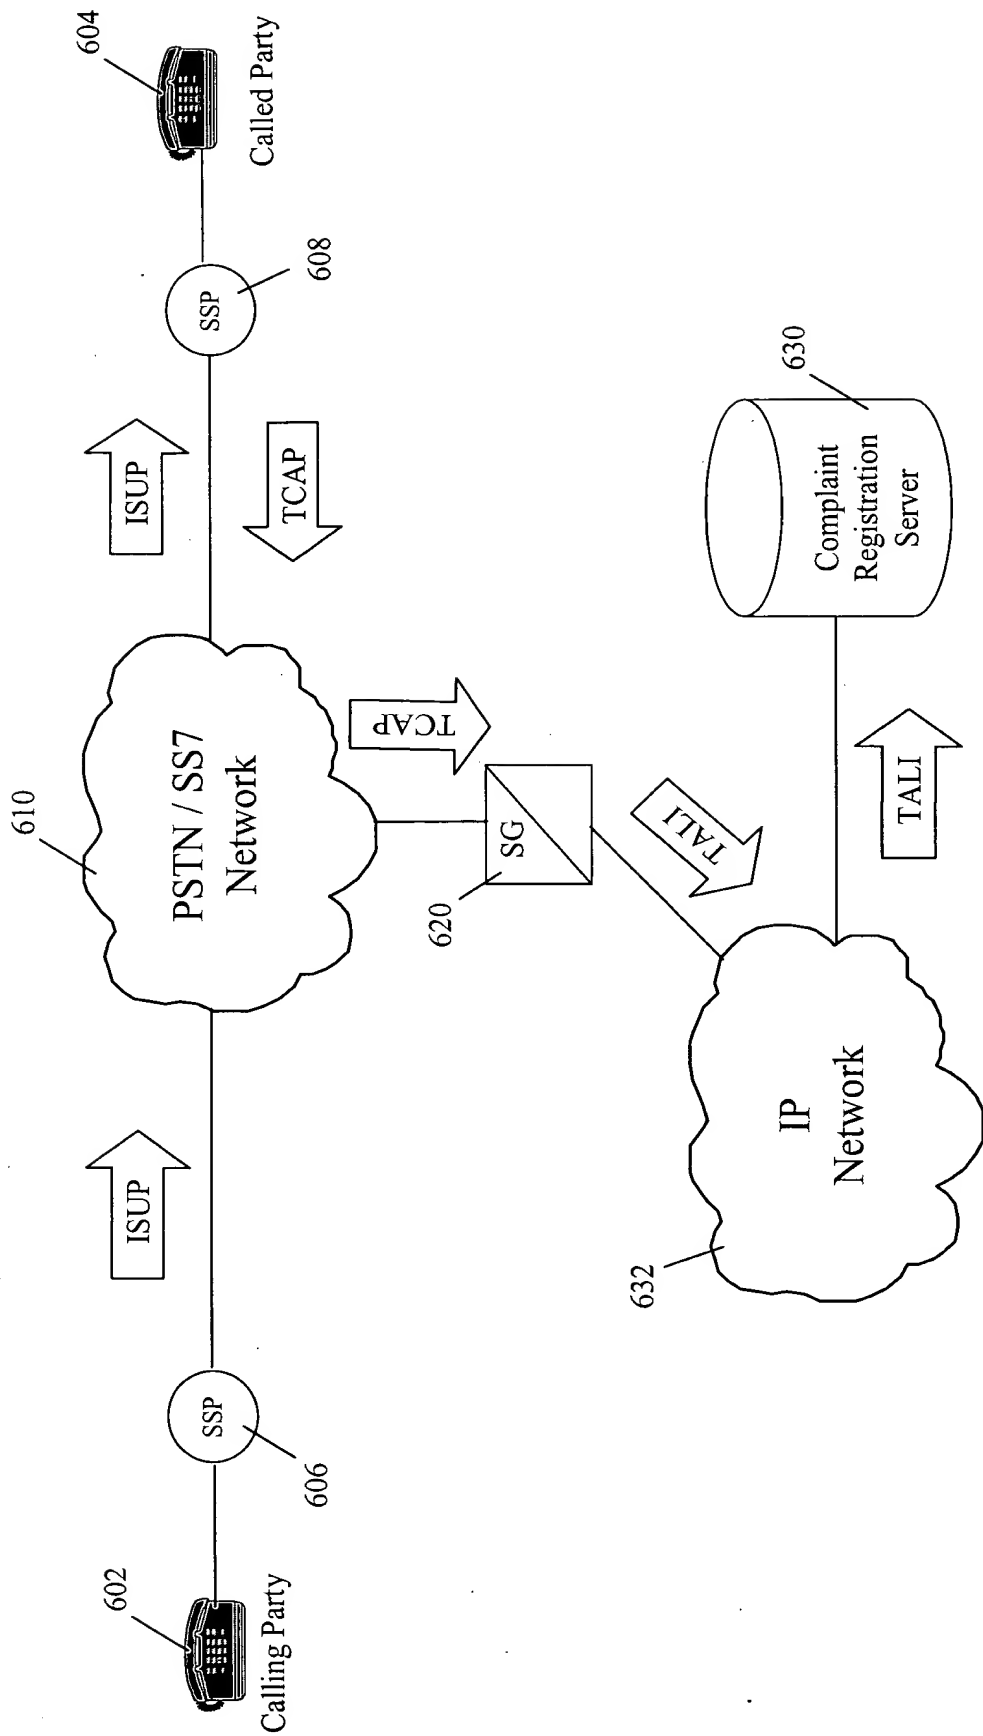 602
Calling Party
SSP
606
ISUP
610
PSTN / SS7
Network
ISUP
TCAP
SSP
608
604
Called Party
TCAP
SG
620
TALI
632
IP
Network
TALI
630
Complaint
Registration
Server